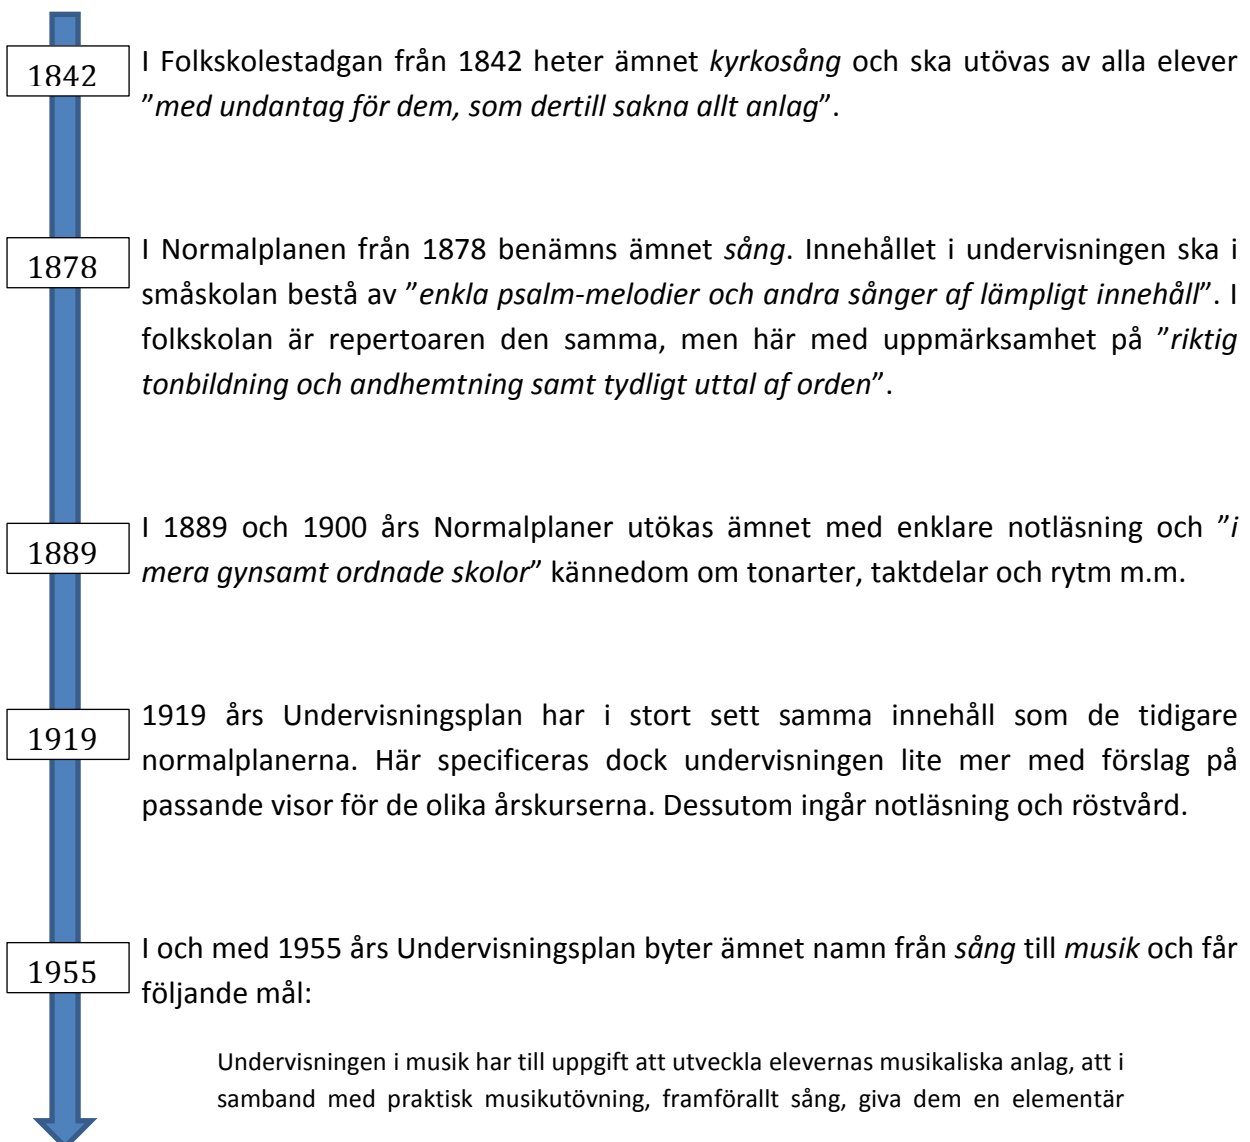 1842
I Folkskolestadgan från 1842 heter ämnet kyrkosång och ska utövas av alla elever
”med undantag för dem, som dertill sakna allt anlag”.
1878
I Normalplanen från 1878 benämns ämnet sång. Innehållet i undervisningen ska i
småskolan bestå av ”enkla psalm-melodier och andra sånger af lämpligt innehåll”. I
folkskolan är repertoaren den samma, men här med uppmärksamhet på ”riktig
tonbildning och andhemtning samt tydligt uttal af orden”.
1889
I 1889 och 1900 års Normalplaner utökas ämnet med enklare notläsning och ”i
mera gynsamt ordnade skolor” kännedom om tonarter, taktdelar och rytm m.m.
1919
1919 års Undervisningsplan har i stort sett samma innehåll som de tidigare
normalplanerna. Här specificeras dock undervisningen lite mer med förslag på
passande visor för de olika årskurserna. Dessutom ingår notläsning och röstvård.
1955
I och med 1955 års Undervisningsplan byter ämnet namn från sång till musik och får
följande mål:
Undervisningen i musik har till uppgift att utveckla elevernas musikaliska anlag, att i
samband med praktisk musikutövning, framförallt sång, giva dem en elementär